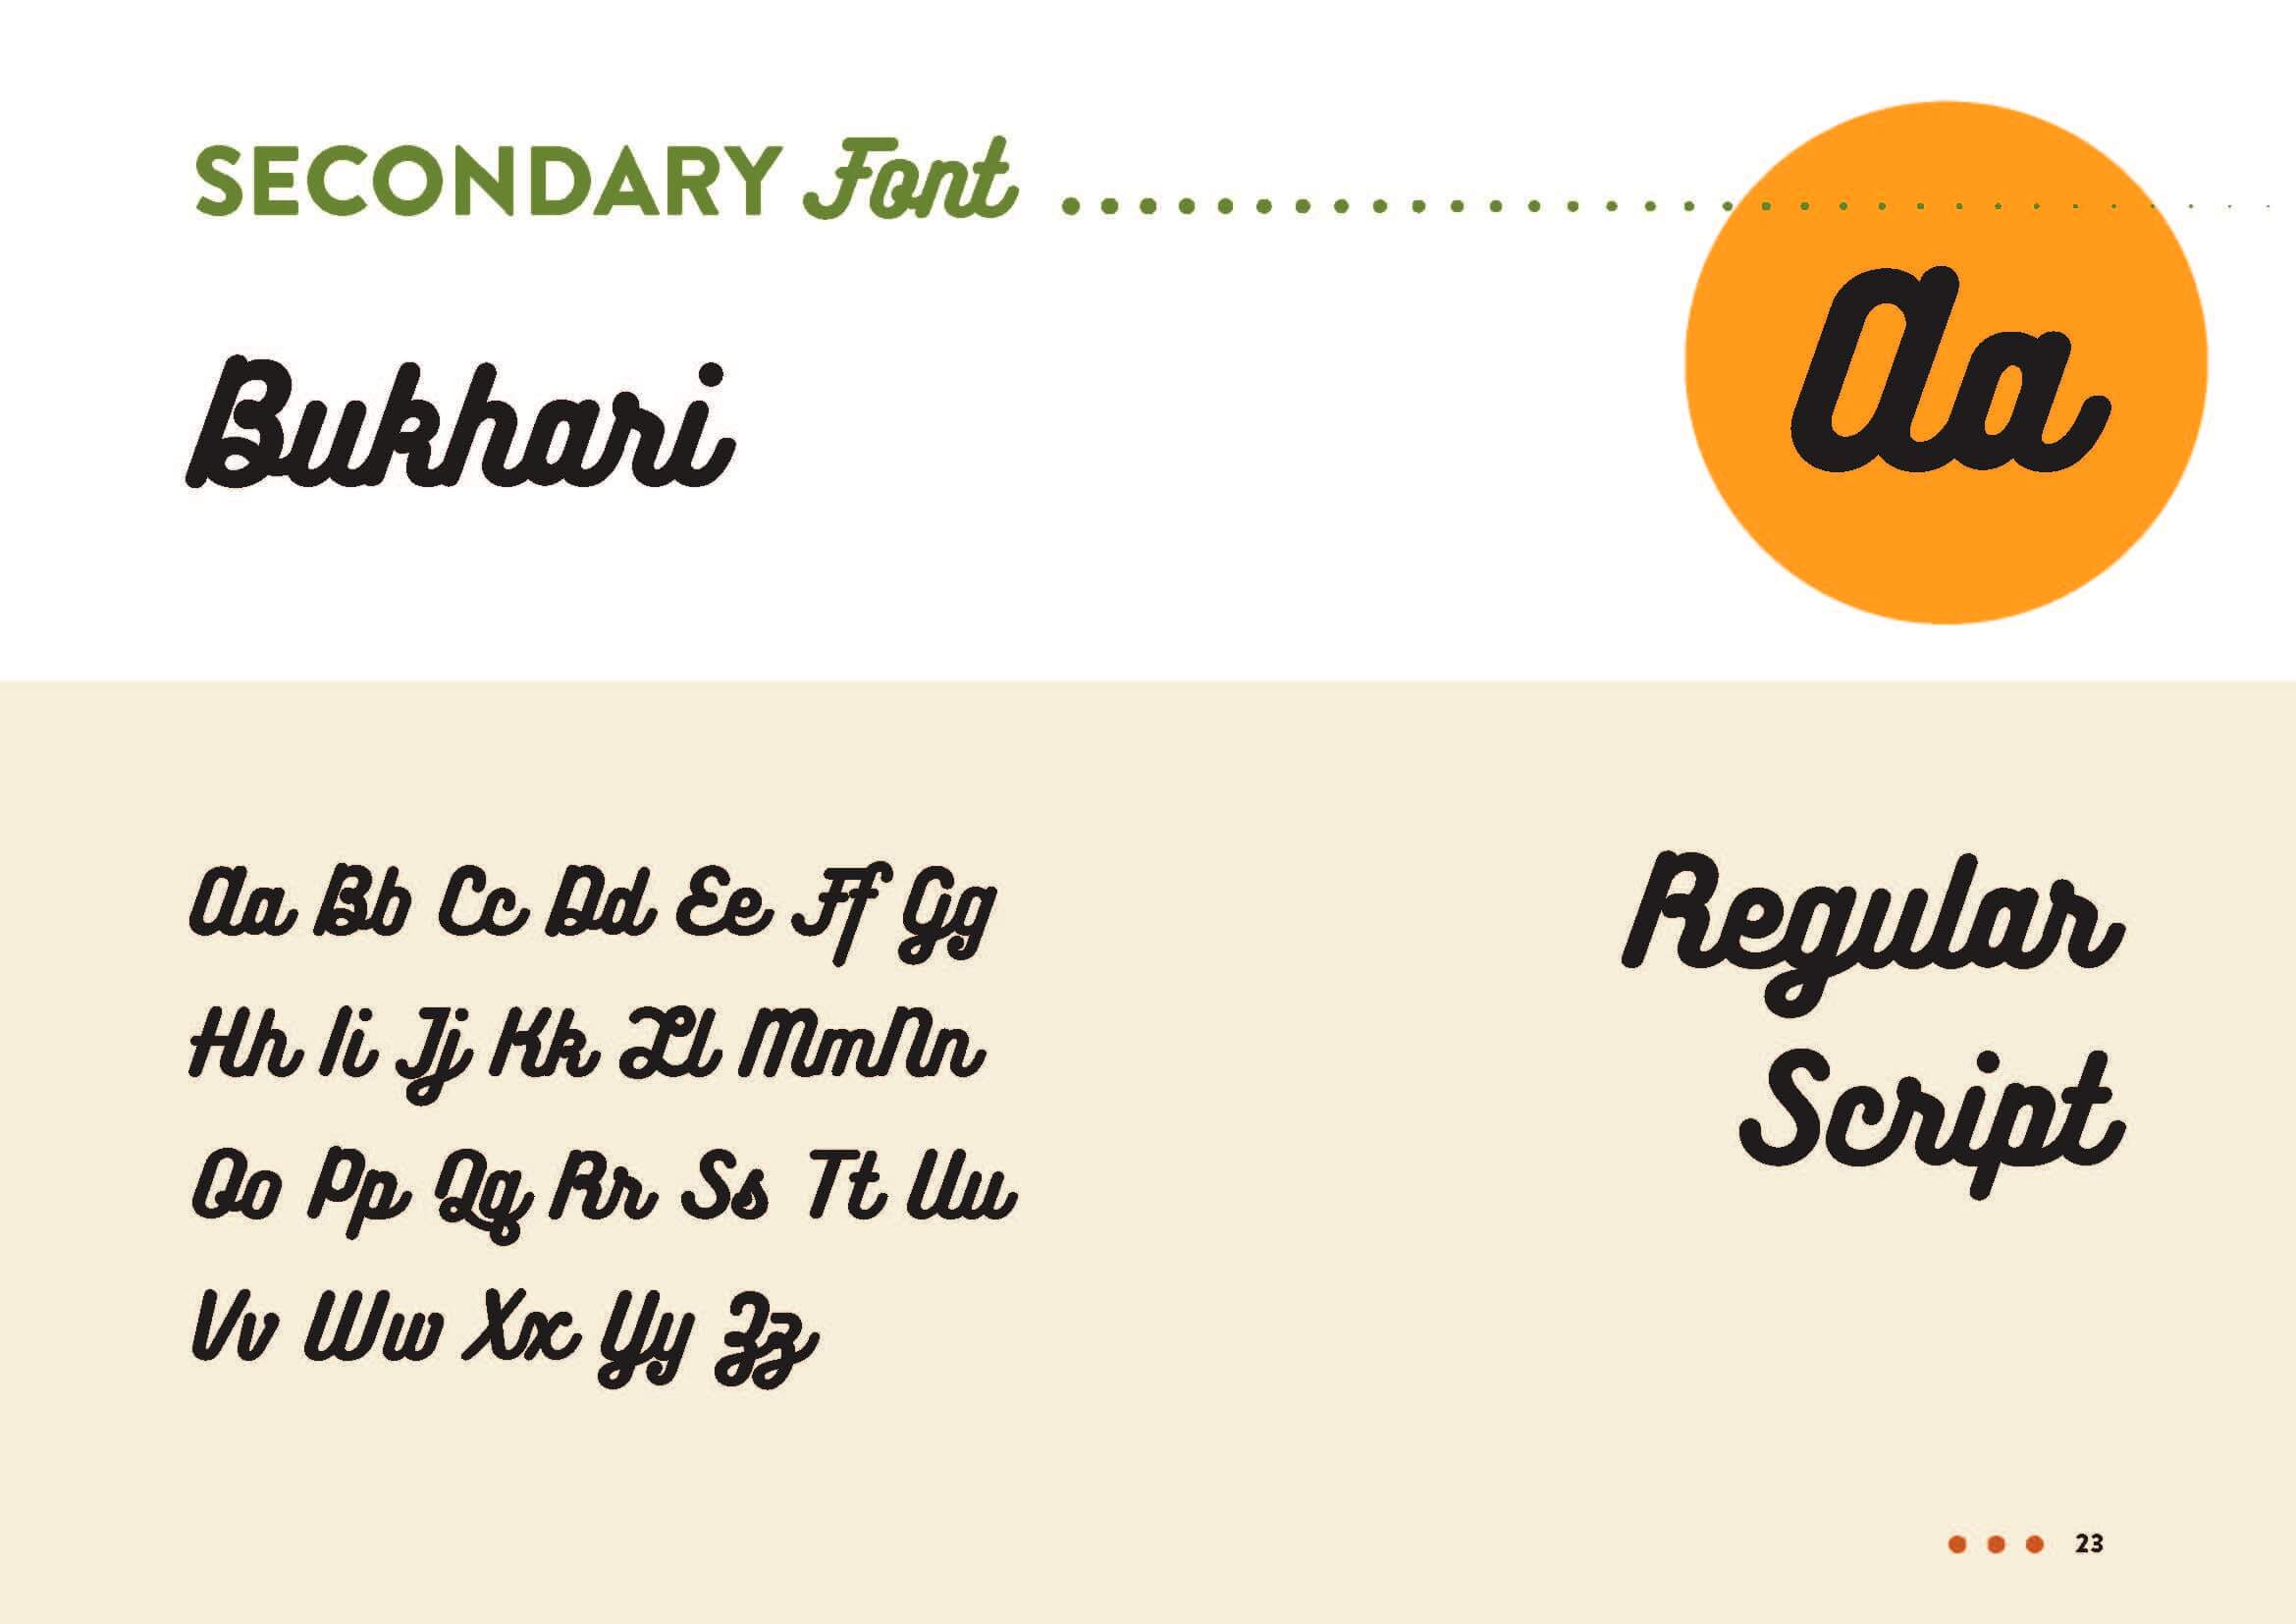 SECONDARY Font
Aa
Bukhari
Aa Bb Cc Dd Ee Ff Gg
Hh Ii Jj Kk Ll MmNn
Oo Pp Qq Rr Ss Tt Uu
Vv Ww Xx Yy Zz
Regular
Script
23